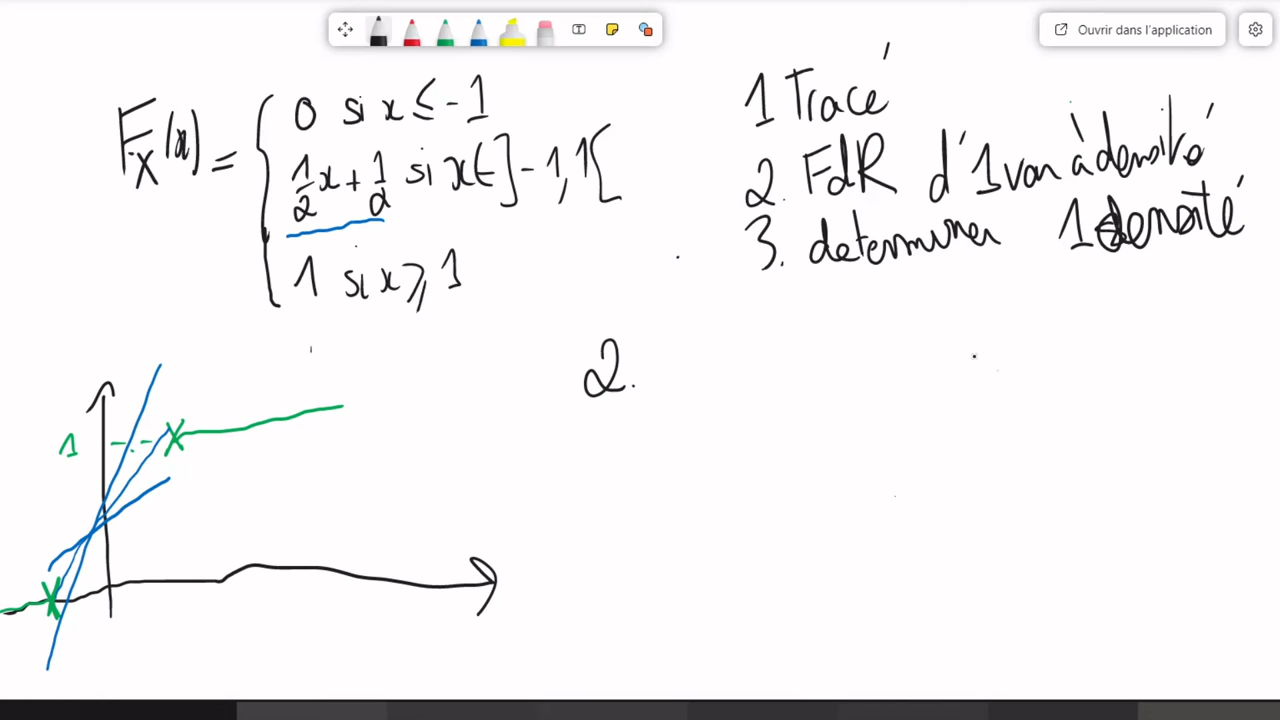 Ouvrir dans l'application
F_X(x) = { 0 si x ≤ -1
1/2 x + 1/2 si x ∈ ]-1, 1[
1 si x ≥ 1
1 Tracé
2. FdR d'1 var à densité
3. determiner 1 densité
2.
1